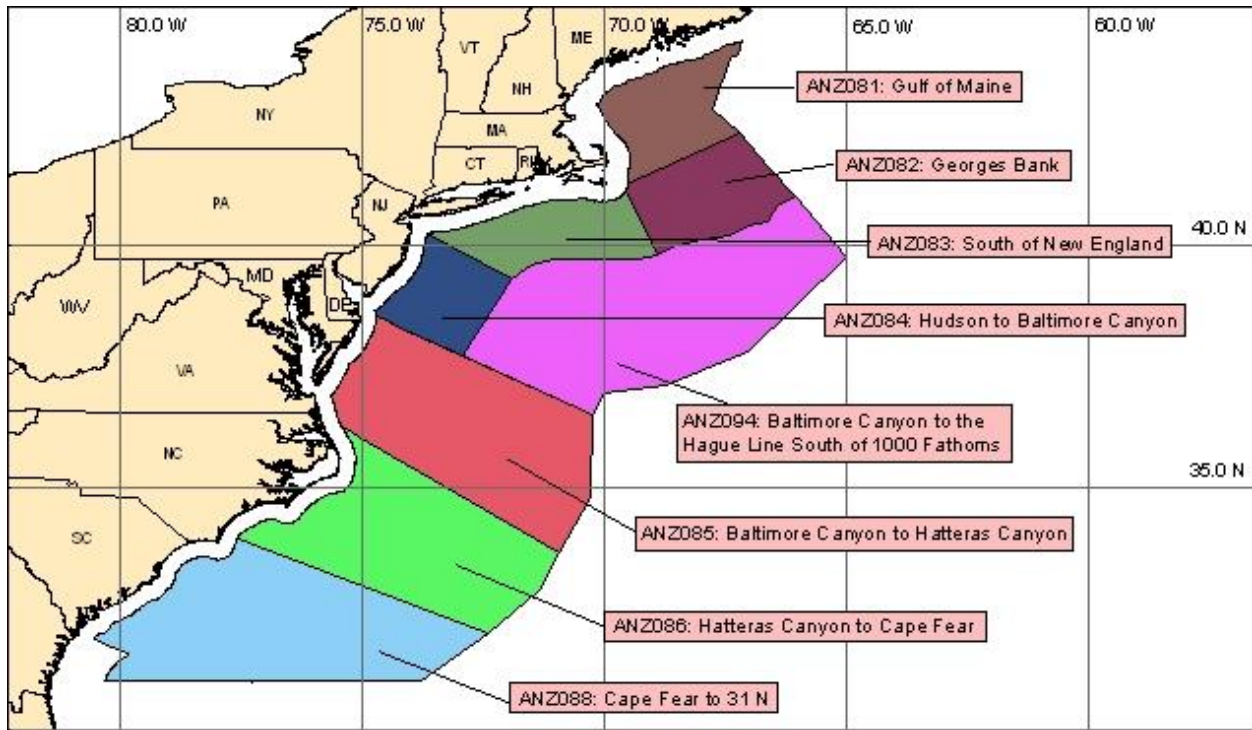 80.0 W
75.0 W
70.0 W
65.0 W
60.0 W
VT
ME
NH
NY
MA
CT
RI
PA
NJ
MD
DE
WV
VA
NC
SC
40.0 N
35.0 N
ANZ081: Gulf of Maine
ANZ082: Georges Bank
ANZ083: South of New England
ANZ084: Hudson to Baltimore Canyon
ANZ094: Baltimore Canyon to the
Hague Line South of 1000 Fathoms
ANZ085: Baltimore Canyon to Hatteras Canyon
ANZ086: Hatteras Canyon to Cape Fear
ANZ088: Cape Fear to 31 N